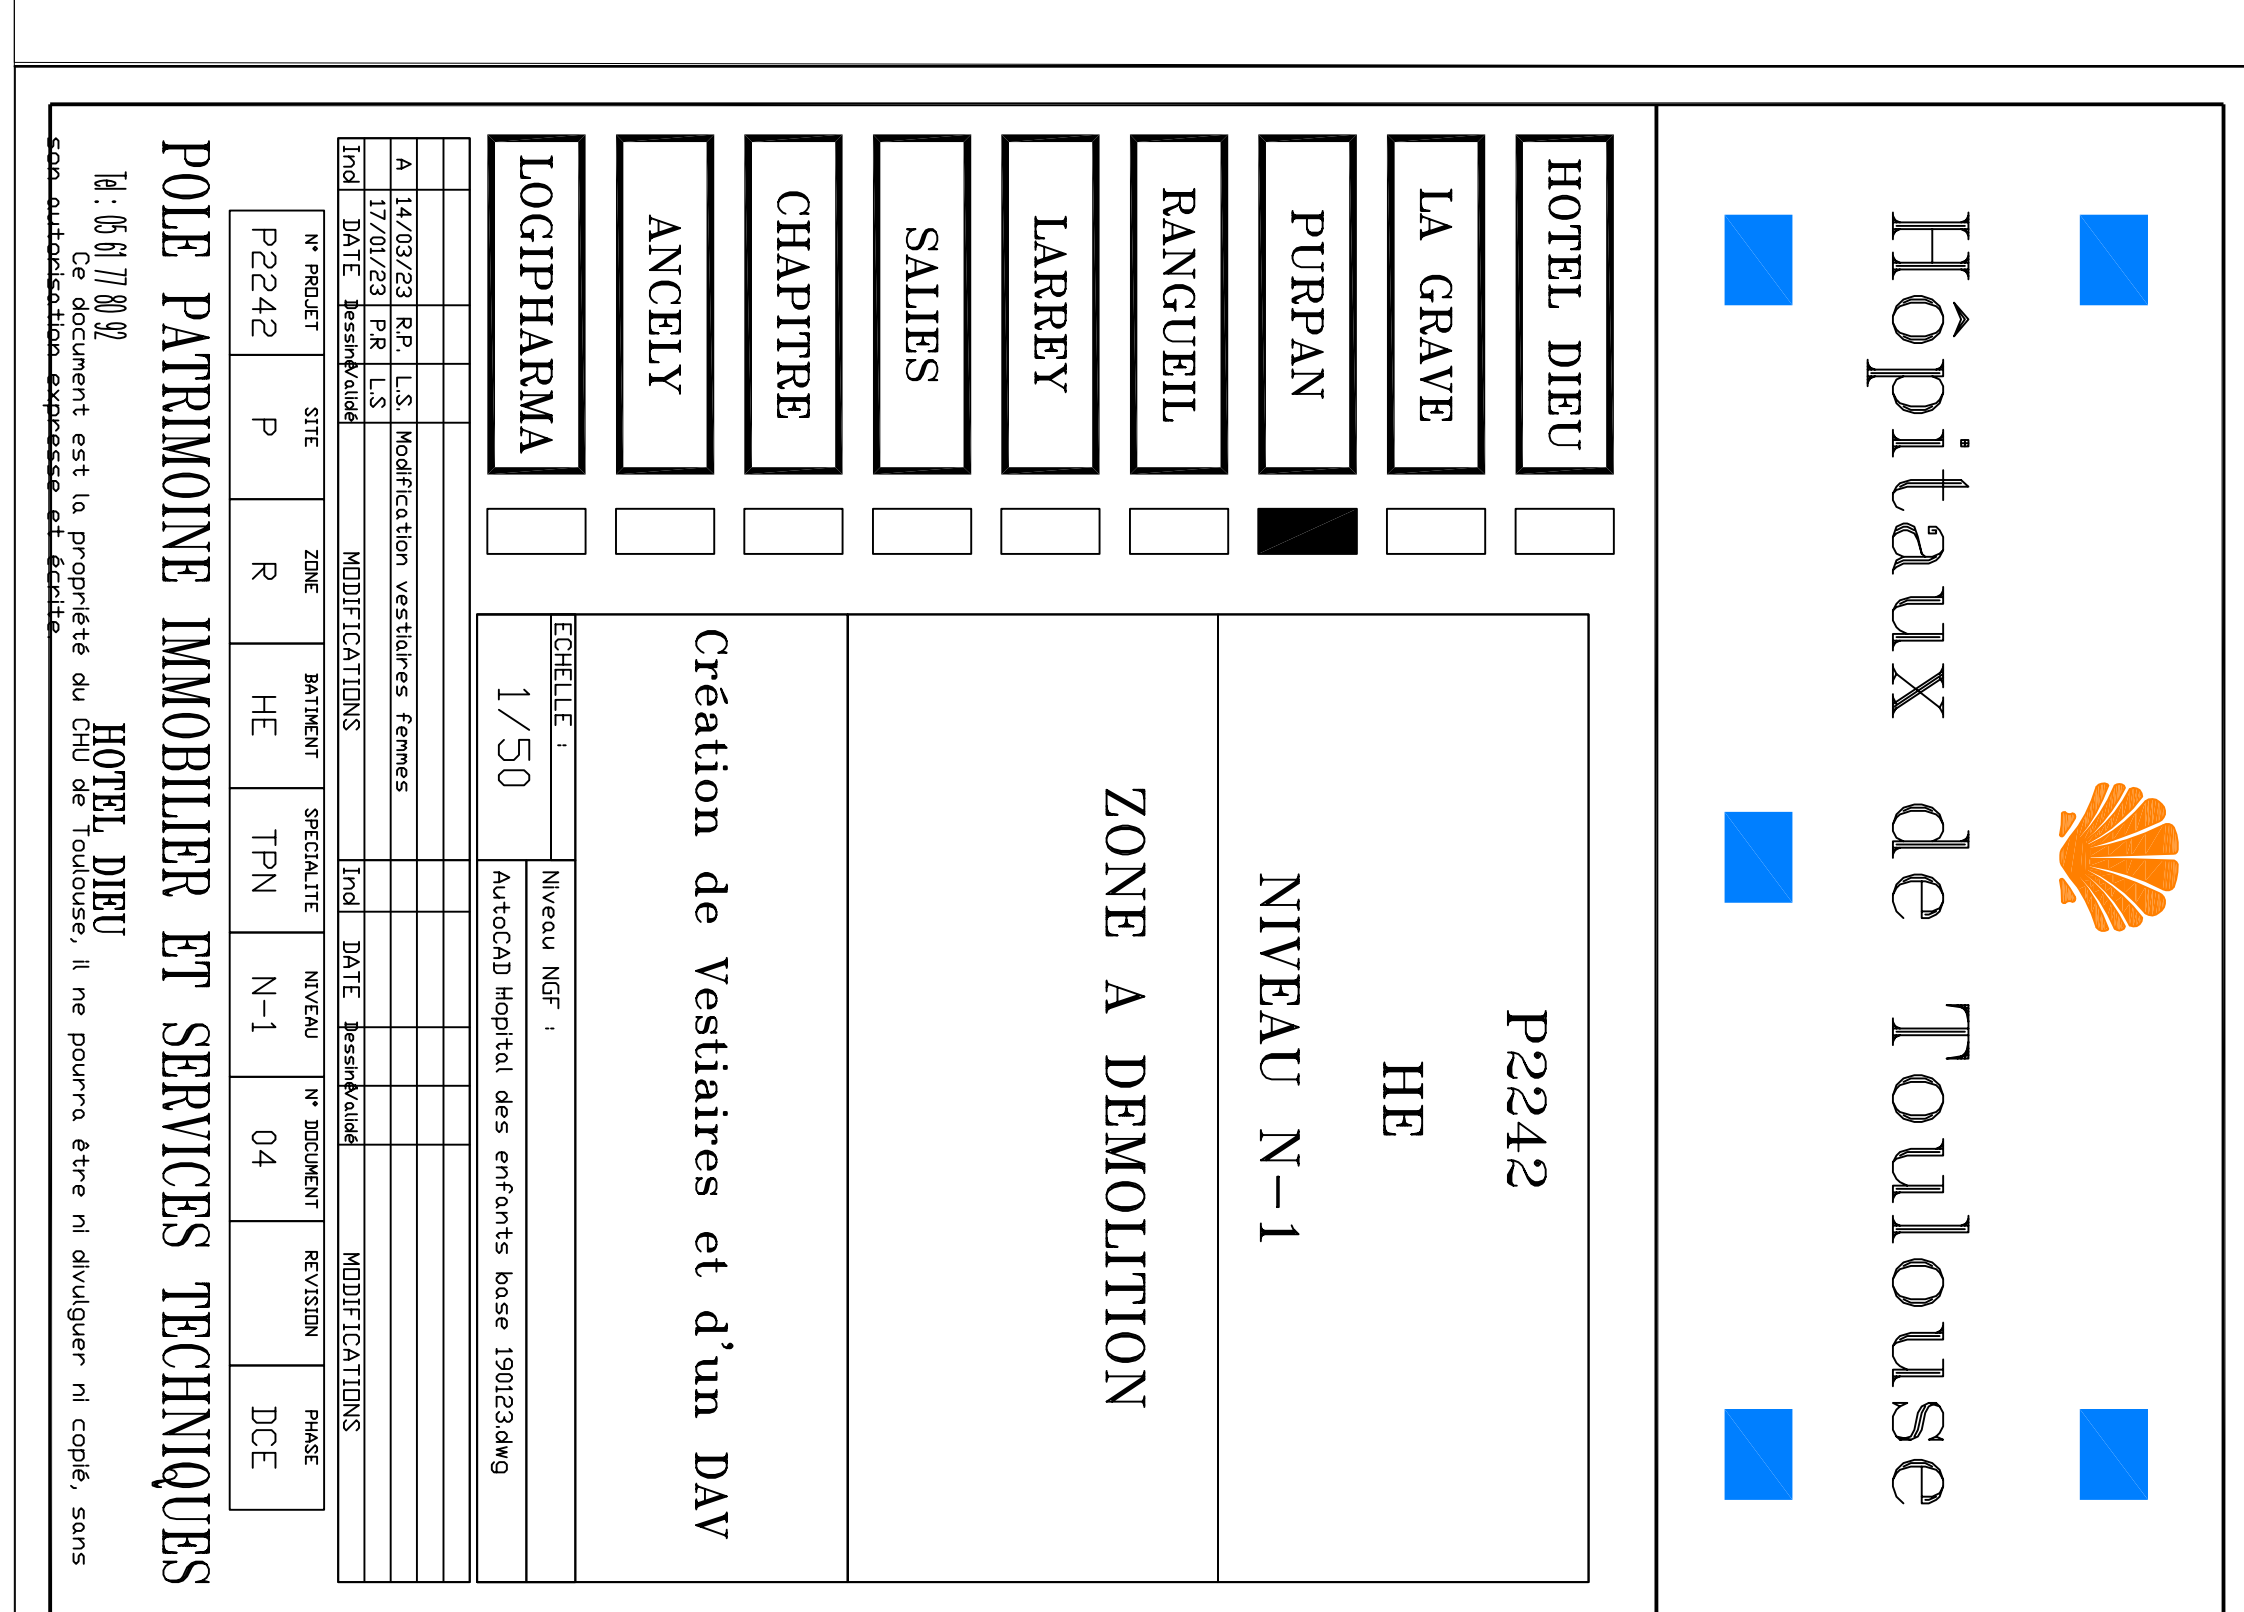 Hôpitaux de Toulouse
HOTEL DIEU
LA GRAVE
PURPAN
RANGUEIL
LARREY
SALIES
CHAPITRE
ANCELY
LOGIPHARMA
P2242
HE
NIVEAU N-1
ZONE A DEMOLITION
Création de Vestiaires et d'un DAV
ECHELLE :
1/50
Niveau NGF :
AutoCAD Hopital des enfants base 190123.dwg
A 14/03/23 R.P. L.S. Modification vestiaires femmes
17/01/23 P.R L.S
Ind DATE Dessiné Validé MODIFICATIONS Ind DATE Dessiné Validé MODIFICATIONS
N° PROJET SITE ZONE BATIMENT SPECIALITE NIVEAU N° DOCUMENT REVISION PHASE
P2242 P R HE TPN N-1 04 DCE
POLE PATRIMOINE IMMOBILIER ET SERVICES TECHNIQUES
Tel : 05 61 77 80 92 HOTEL DIEU
Ce document est la propriété du CHU de Toulouse, il ne pourra être ni divulguer ni copié, sans
son autorisation expresse et écrite.